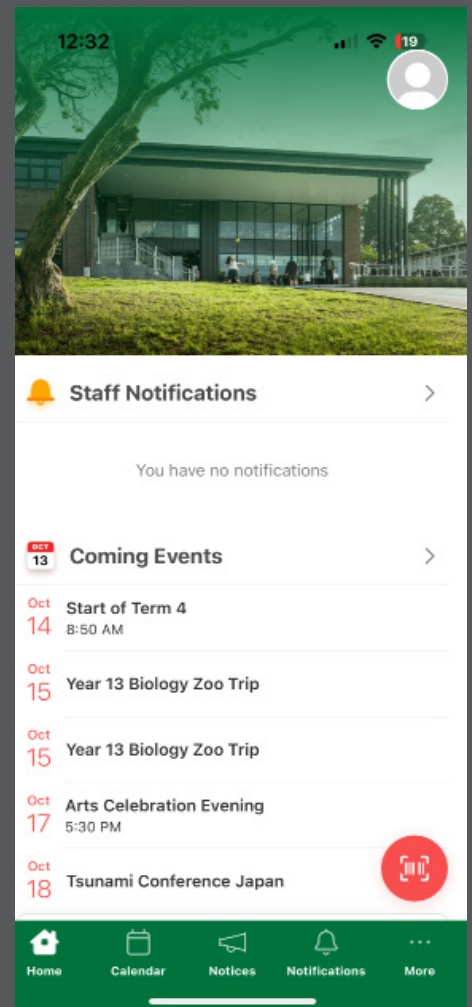 12:32
19
Staff Notifications
You have no notifications
OCT
13
Coming Events
Oct
14
Start of Term 4
8:50 AM
Oct
15
Year 13 Biology Zoo Trip
Oct
15
Year 13 Biology Zoo Trip
Oct
17
Arts Celebration Evening
5:30 PM
Oct
18
Tsunami Conference Japan
Home
Calendar
Notices
Notifications
More